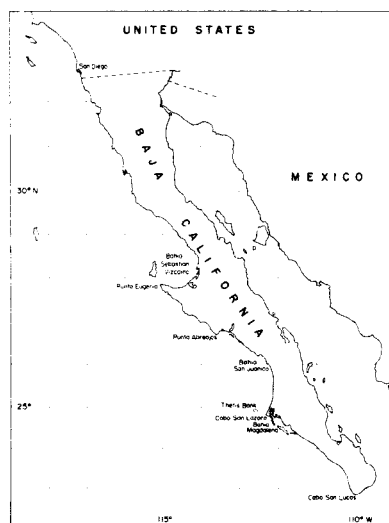 UNITED STATES
San Diego
BAJA CALIFORNIA
MEXICO
30° N
Bahia
Sebastian
Vizcaino
Punta Eugenia
Punta Abreojos
Bahia
San Juanico
25°
Thetis Bank
Cabo San Lazaro
Bahia
Magdalena
Cabo San Lucas
115°
110° W